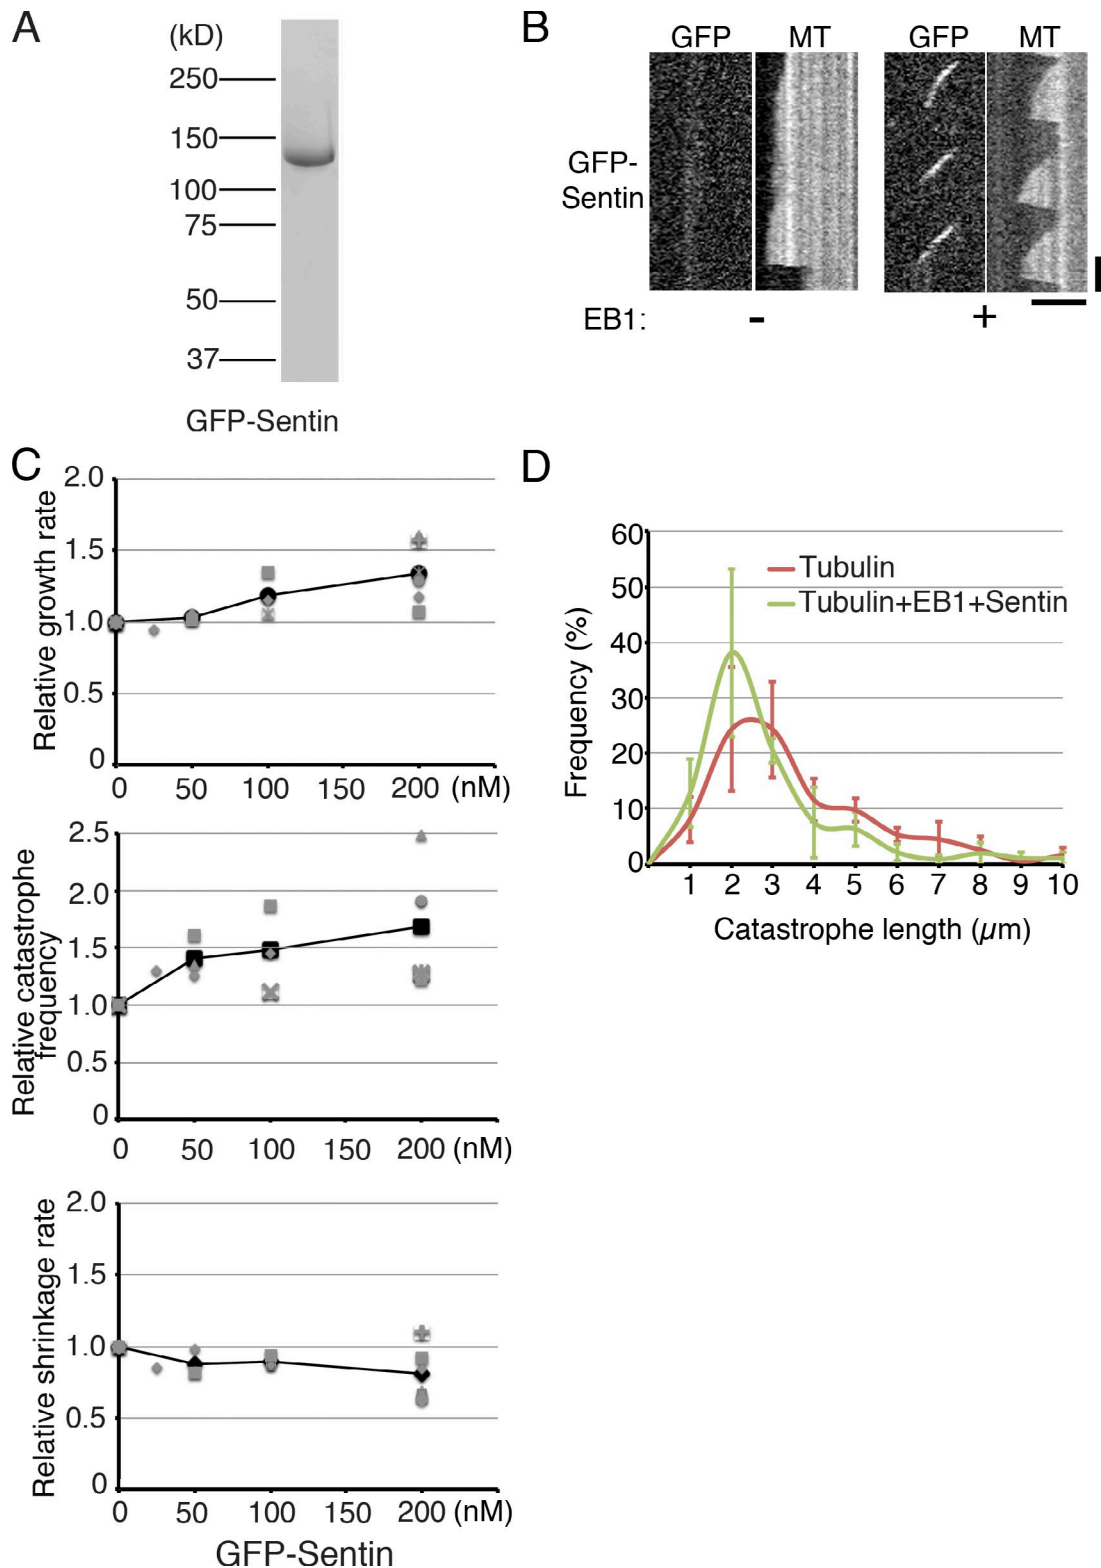 A
(kD)
250
150
100
75
50
37
GFP-Sentin
B
GFP MT GFP MT
GFP-
Sentin
EB1: - +
C
Relative growth rate
2.0
1.5
1.0
0.5
0
0 50 100 150 200 (nM)
Relative catastrophe
frequency
2.5
2.0
1.5
1.0
0.5
0
0 50 100 150 200 (nM)
Relative shrinkage rate
2.0
1.5
1.0
0.5
0
0 50 100 150 200 (nM)
GFP-Sentin
D
Frequency (%)
60
50
40
30
20
10
0
Tubulin
Tubulin+EB1+Sentin
1 2 3 4 5 6 7 8 9 10
Catastrophe length (µm)